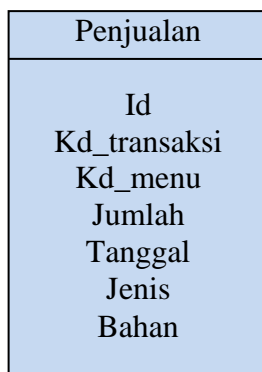 Penjualan
Id
Kd_transaksi
Kd_menu
Jumlah
Tanggal
Jenis
Bahan